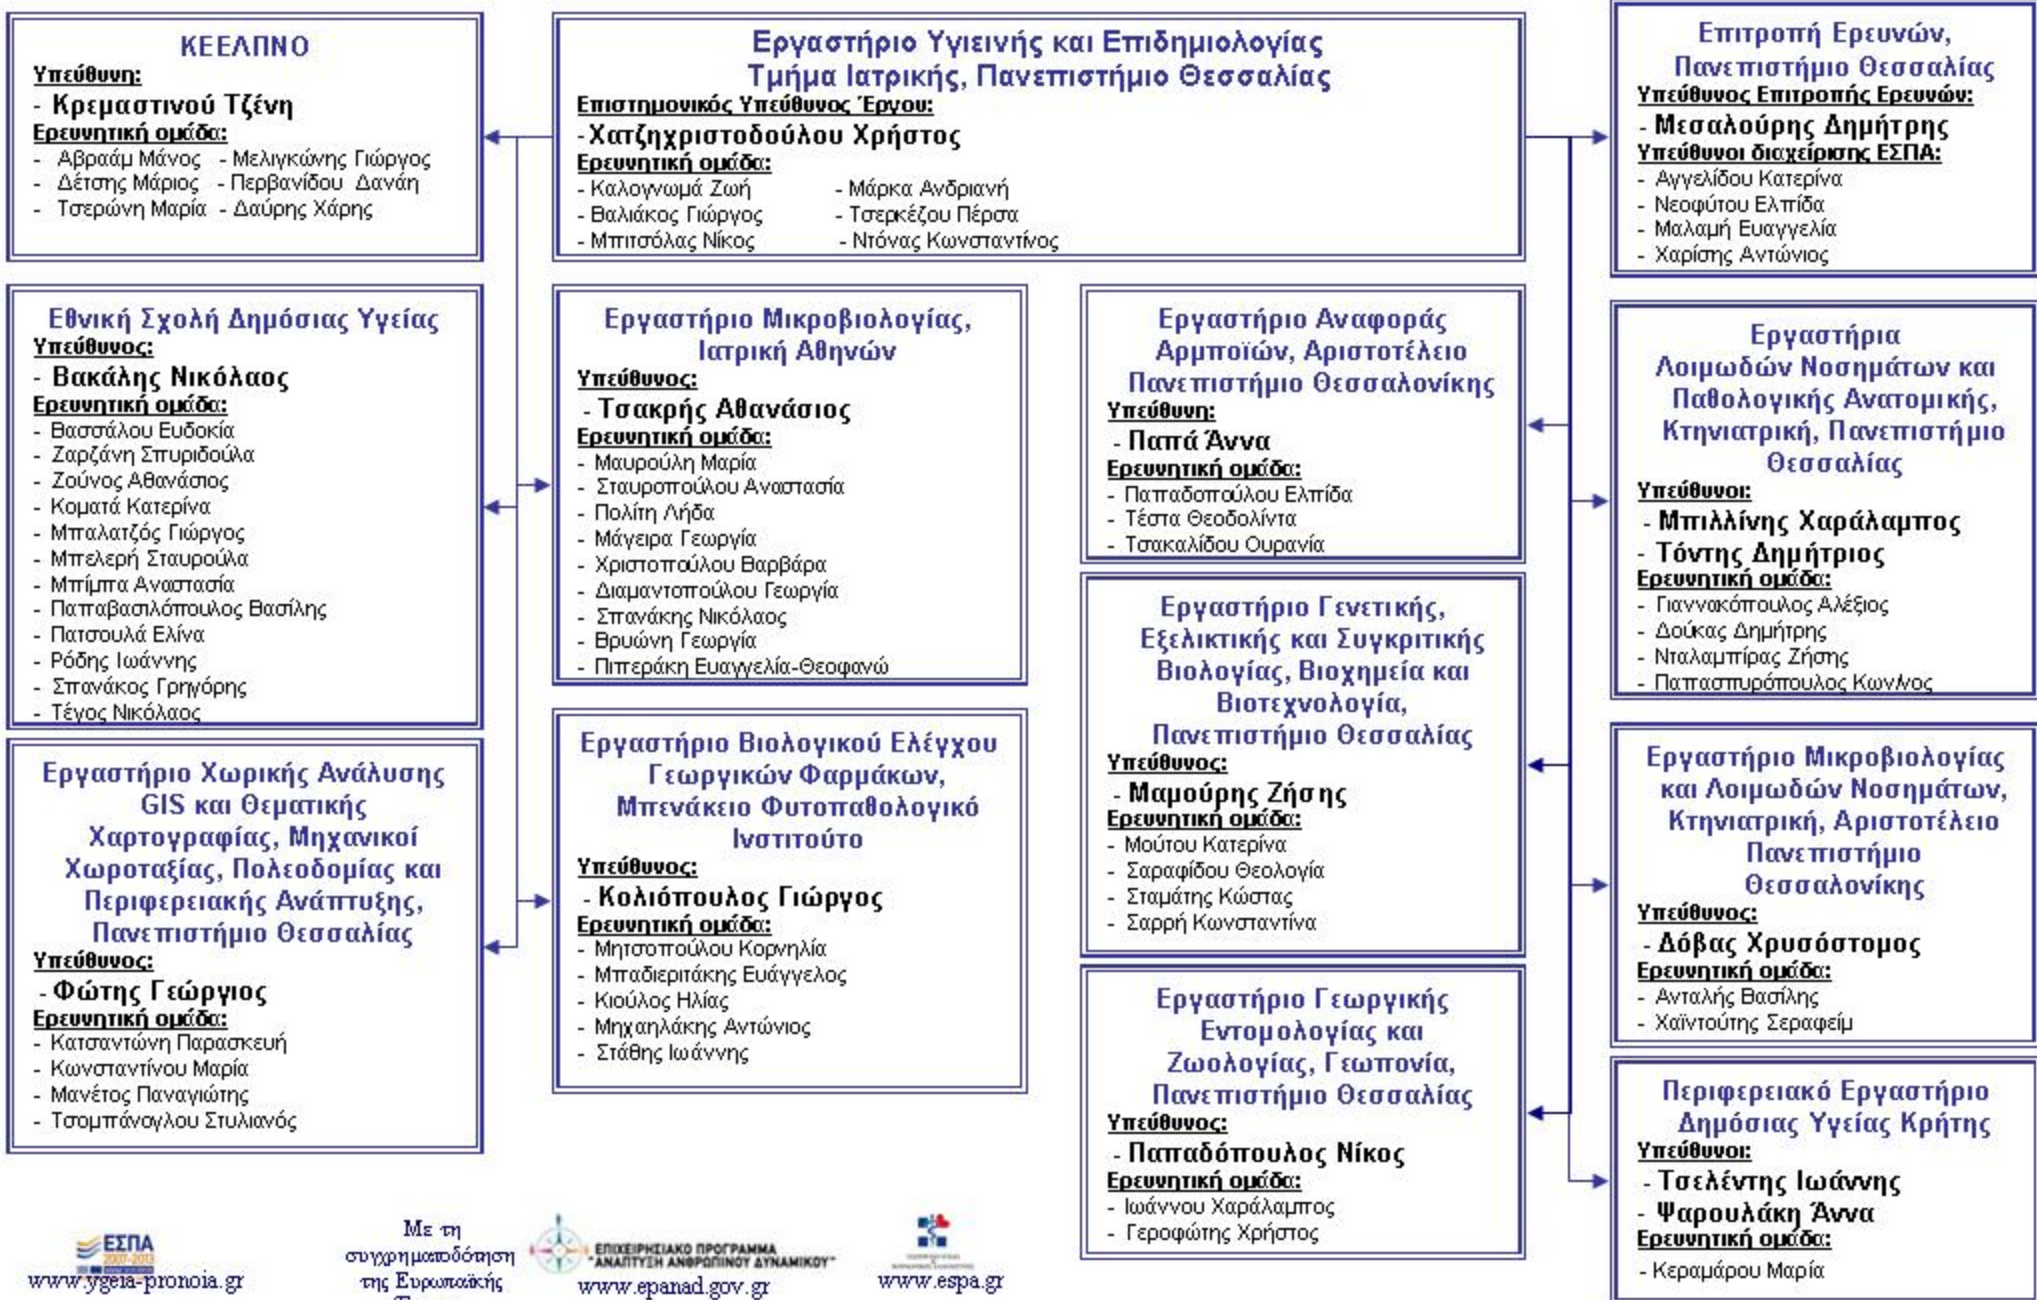 ΚΕΕΛΠΝΟ
Υπεύθυνη:
- Κρεμαστινού Τζένη
Ερευνητική ομάδα:
- Αβραάμ Μάνος - Μελιγκώνης Γιώργος
- Δέτσης Μάριος - Περβανίδου Δανάη
- Τσερώνη Μαρία - Δαύρης Χάρης
Εργαστήριο Υγιεινής και Επιδημιολογίας
Τμήμα Ιατρικής, Πανεπιστήμιο Θεσσαλίας
Επιστημονικός Υπεύθυνος Έργου:
- Χατζηχριστοδούλου Χρήστος
Ερευνητική ομάδα:
- Καλογνωμά Ζωή - Μάρκα Ανδριανή
- Βαλιάκος Γιώργος - Τσερκέζου Πέρσα
- Μπιτσόλας Νίκος - Ντόνας Κωνσταντίνος
Επιτροπή Ερευνών,
Πανεπιστήμιο Θεσσαλίας
Υπεύθυνος Επιτροπής Ερευνών:
- Μεσαλούρης Δημήτρης
Υπεύθυνοι διαχείρισης ΕΣΠΑ:
- Αγγελίδου Κατερίνα
- Νεοφύτου Ελπίδα
- Μαλαμή Ευαγγελία
- Χαρίσης Αντώνιος
Εθνική Σχολή Δημόσιας Υγείας
Υπεύθυνος:
- Βακάλης Νικόλαος
Ερευνητική ομάδα:
- Βασσάλου Ευδοκία
- Ζαρζάνη Σπυριδούλα
- Ζούνος Αθανάσιος
- Κοματά Κατερίνα
- Μπαλατζός Γιώργος
- Μπελερή Σταυρούλα
- Μπίμπα Αναστασία
- Παπαβασιλόπουλος Βασίλης
- Πατσουλά Ελίνα
- Ρόδης Ιωάννης
- Σπανάκος Γρηγόρης
- Τέγος Νικόλαος
Εργαστήριο Μικροβιολογίας,
Ιατρική Αθηνών
Υπεύθυνος:
- Τσακρής Αθανάσιος
Ερευνητική ομάδα:
- Μαυρούλη Μαρία
- Σταυροπούλου Αναστασία
- Πολίτη Λήδα
- Μάγειρα Γεωργία
- Χριστοπούλου Βαρβάρα
- Διαμαντοπούλου Γεωργία
- Σπανάκης Νικόλαος
- Βρυώνη Γεωργία
- Πιπεράκη Ευαγγελία-Θεοφανώ
Εργαστήριο Αναφοράς
Αρμποϊών, Αριστοτέλειο
Πανεπιστήμιο Θεσσαλονίκης
Υπεύθυνη:
- Παπά Άννα
Ερευνητική ομάδα:
- Παπαδοπούλου Ελπίδα
- Τέστα Θεοδολίντα
- Τσακαλίδου Ουρανία
Εργαστήρια
Λοιμωδών Νοσημάτων και
Παθολογικής Ανατομικής,
Κτηνιατρική, Πανεπιστήμιο
Θεσσαλίας
Υπεύθυνοι:
- Μπιλλίνης Χαράλαμπος
- Τόντης Δημήτριος
Ερευνητική ομάδα:
- Γιαννακόπουλος Αλέξιος
- Δούκας Δημήτρης
- Νταλαμπίρας Ζήσης
- Παπασπυρόπουλος Κων/νος
Εργαστήριο Χωρικής Ανάλυσης
GIS και Θεματικής
Χαρτογραφίας, Μηχανικοί
Χωροταξίας, Πολεοδομίας και
Περιφερειακής Ανάπτυξης,
Πανεπιστήμιο Θεσσαλίας
Υπεύθυνος:
- Φώτης Γεώργιος
Ερευνητική ομάδα:
- Κατσαντώνη Παρασκευή
- Κωνσταντίνου Μαρία
- Μανέτος Παναγιώτης
- Τσομπάνογλου Στυλιανός
Εργαστήριο Βιολογικού Ελέγχου
Γεωργικών Φαρμάκων,
Μπενάκειο Φυτοπαθολογικό
Ινστιτούτο
Υπεύθυνος:
- Κολιόπουλος Γιώργος
Ερευνητική ομάδα:
- Μητσοπούλου Κορνηλία
- Μπαδιεριτάκης Ευάγγελος
- Κιούλος Ηλίας
- Μηχαηλάκης Αντώνιος
- Στάθης Ιωάννης
Εργαστήριο Γενετικής,
Εξελικτικής και Συγκριτικής
Βιολογίας, Βιοχημεία και
Βιοτεχνολογία,
Πανεπιστήμιο Θεσσαλίας
Υπεύθυνος:
- Μαμούρης Ζήσης
Ερευνητική ομάδα:
- Μούτου Κατερίνα
- Σαραφίδου Θεολογία
- Σταμάτης Κώστας
- Σαρρή Κωνσταντίνα
Εργαστήριο Μικροβιολογίας
και Λοιμωδών Νοσημάτων,
Κτηνιατρική, Αριστοτέλειο
Πανεπιστήμιο
Θεσσαλονίκης
Υπεύθυνος:
- Δόβας Χρυσόστομος
Ερευνητική ομάδα:
- Ανταλής Βασίλης
- Χαϊντούτης Σεραφείμ
Εργαστήριο Γεωργικής
Εντομολογίας και
Ζωολογίας, Γεωπονία,
Πανεπιστήμιο Θεσσαλίας
Υπεύθυνος:
- Παπαδόπουλος Νίκος
Ερευνητική ομάδα:
- Ιωάννου Χαράλαμπος
- Γεροφώτης Χρήστος
Περιφερειακό Εργαστήριο
Δημόσιας Υγείας Κρήτης
Υπεύθυνοι:
- Τσελέντης Ιωάννης
- Ψαρουλάκη Άννα
Ερευνητική ομάδα:
- Κεραμάρου Μαρία
ΕΣΠΑ
2007-2013
www.ygeia-pronoia.gr
Με τη
συγχρηματοδότηση
της Ευρωπαϊκής
ΕΠΙΧΕΙΡΗΣΙΑΚΟ ΠΡΟΓΡΑΜΜΑ
"ΑΝΑΠΤΥΞΗ ΑΝΘΡΩΠΙΝΟΥ ΔΥΝΑΜΙΚΟΥ"
www.epanad.gov.gr
www.espa.gr